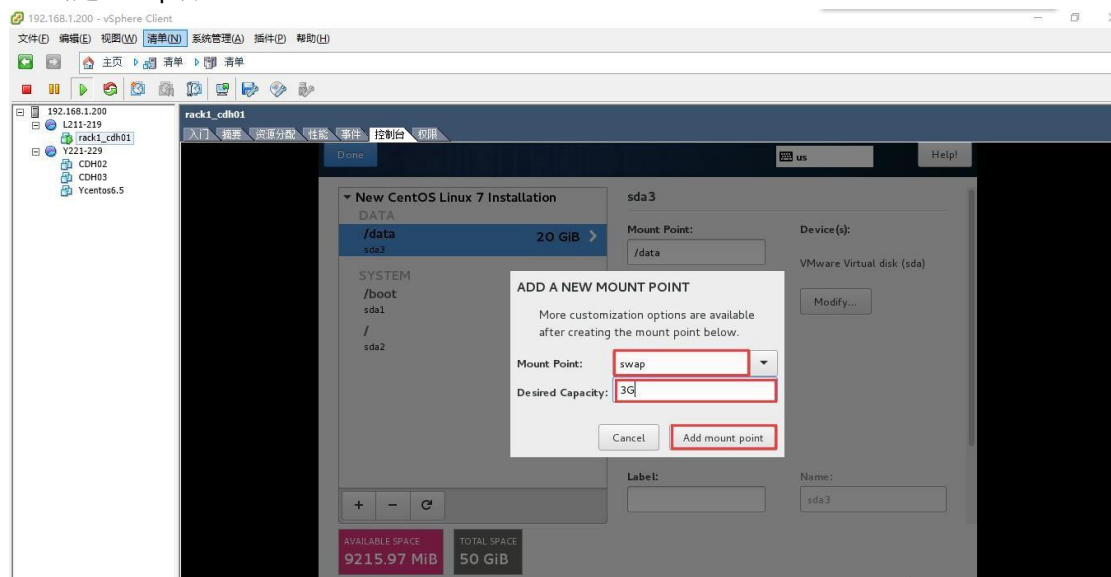 192.168.1.200 - vSphere Client
文件(F) 编辑(E) 视图(W) 清单(N) 系统管理(A) 插件(P) 帮助(H)
主页 清单 清单
192.168.1.200
L211-219
rack1_cdh01
Y221-229
CDH02
CDH03
Ycentos6.5
rack1_cdh01
入门 摘要 资源分配 性能 事件 控制台 权限
Done
us
Help!
New CentOS Linux 7 Installation
DATA
/data 20 GiB
sda3
SYSTEM
/boot
sda1
/
sda2
sda3
Mount Point:
/data
Device(s):
VMware Virtual disk (sda)
Modify...
ADD A NEW MOUNT POINT
More customization options are available
after creating the mount point below.
Mount Point: swap
Desired Capacity: 3G
Cancel Add mount point
Label: Name:
sda3
+ −
AVAILABLE SPACE
9215.97 MiB
TOTAL SPACE
50 GiB